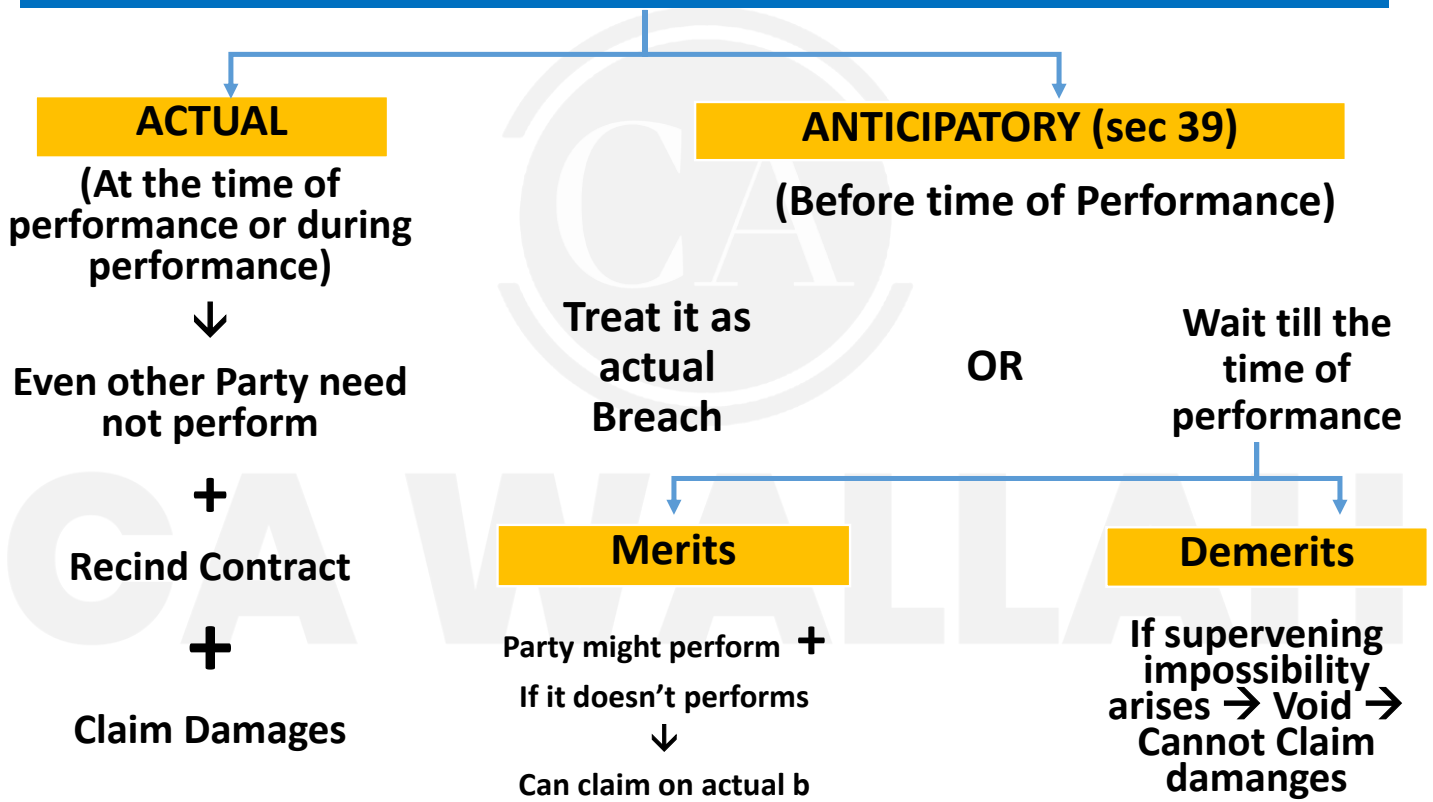 ACTUAL
(At the time of
performance or during
performance)
↓
Even other Party need
not perform
+
Recind Contract
+
Claim Damages
ANTICIPATORY (sec 39)
(Before time of Performance)
Treat it as
actual
Breach
OR
Wait till the
time of
performance
Merits
Party might perform +
If it doesn’t performs
↓
Can claim on actual b
Demerits
If supervening
impossibility
arises → Void →
Cannot Claim
damanges
CA
CA WALLAH